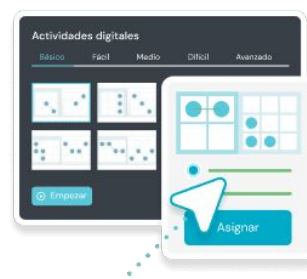 Actividades digitales
Básico Fácil Medio Difícil Avanzado
Empezar
Asignar